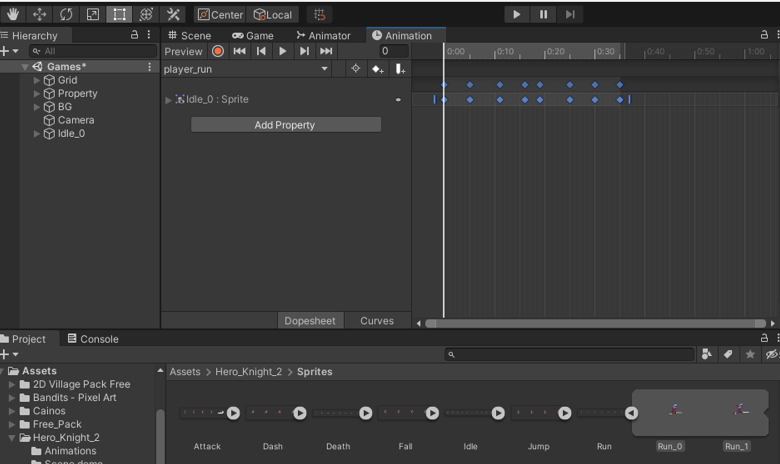 Center Local
Hierarchy
Scene Game Animator Animation
All
Preview 0 0:00 0:10 0:20 0:30 0:40 0:50 1:00
Games*
player_run
Grid
Property
BG
Camera
Idle_0
Idle_0 : Sprite
Add Property
Dopesheet Curves
Project Console
Assets
Assets > Hero_Knight_2 > Sprites
2D Village Pack Free
Bandits - Pixel Art
Cainos
Free_Pack
Hero_Knight_2
Animations
Scene demo
Attack Dash Death Fall Idle Jump Run Run_0 Run_1